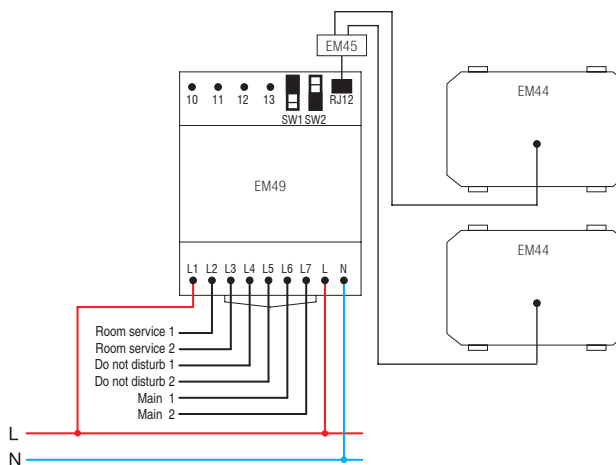 EM45
EM44
10 11 12 13 RJ12
SW1 SW2
EM49
EM44
L1 L2 L3 L4 L5 L6 L7 L N
Room service 1
Room service 2
Do not disturb 1
Do not disturb 2
Main 1
Main 2
L
N